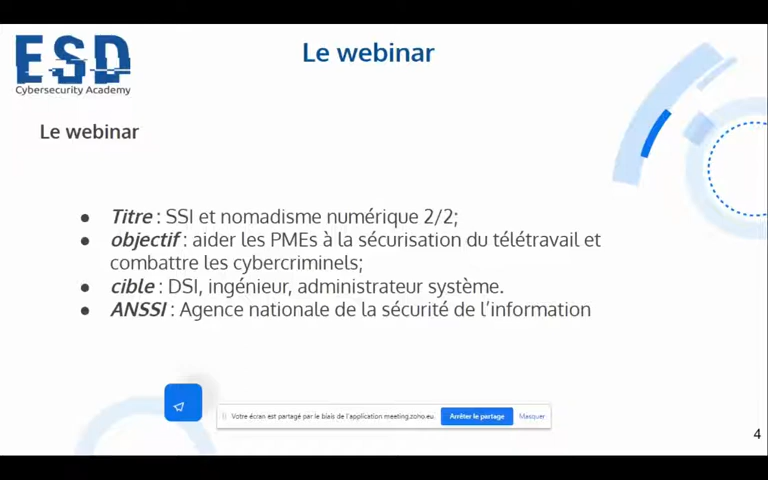 ESD
Cybersecurity Academy
Le webinar
Le webinar
● Titre : SSI et nomadisme numérique 2/2;
● objectif : aider les PMEs à la sécurisation du télétravail et
combattre les cybercriminels;
● cible : DSI, ingénieur, administrateur système.
● ANSSI : Agence nationale de la sécurité de l’information
Votre écran est partagé par le biais de l'application meeting.zoho.eu. Arrêter le partage Masquer
4